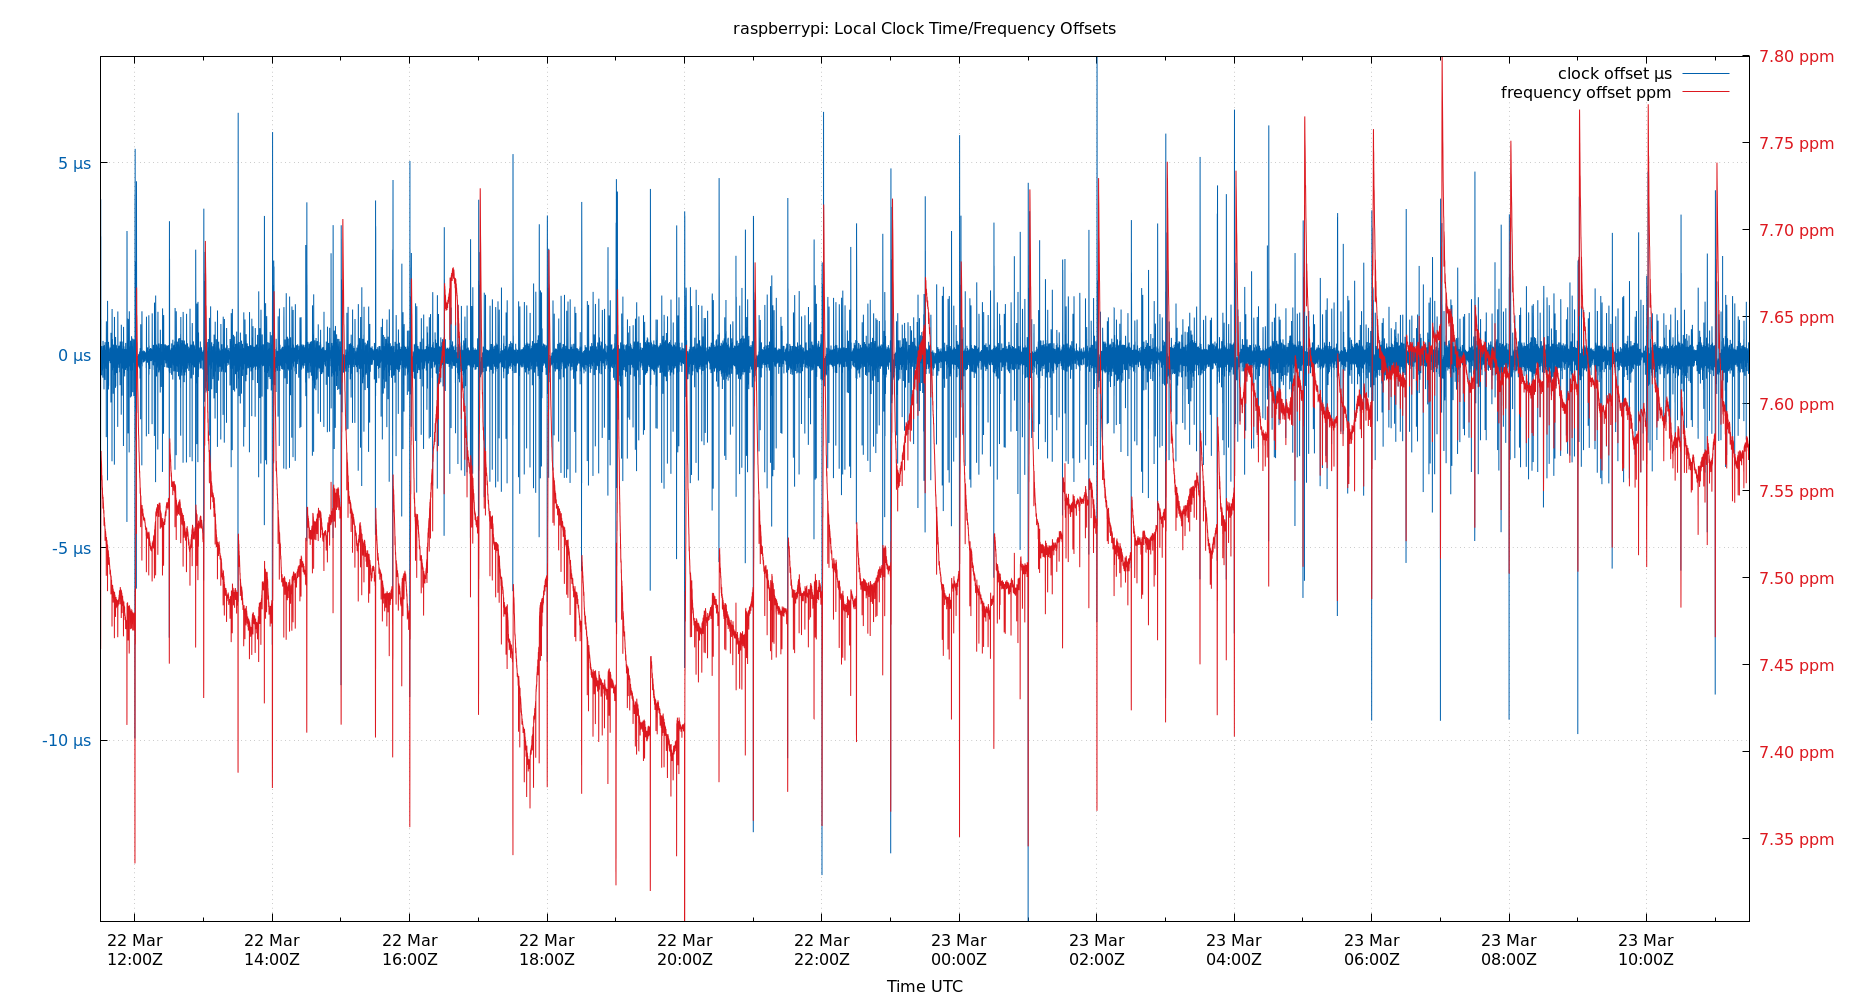 raspberrypi: Local Clock Time/Frequency Offsets
clock offset µs
frequency offset ppm
5 µs
0 µs
-5 µs
-10 µs
7.80 ppm
7.75 ppm
7.70 ppm
7.65 ppm
7.60 ppm
7.55 ppm
7.50 ppm
7.45 ppm
7.40 ppm
7.35 ppm
22 Mar 22 Mar 22 Mar 22 Mar 22 Mar 22 Mar 23 Mar 23 Mar 23 Mar 23 Mar 23 Mar 23 Mar
12:00Z 14:00Z 16:00Z 18:00Z 20:00Z 22:00Z 00:00Z 02:00Z 04:00Z 06:00Z 08:00Z 10:00Z
Time UTC